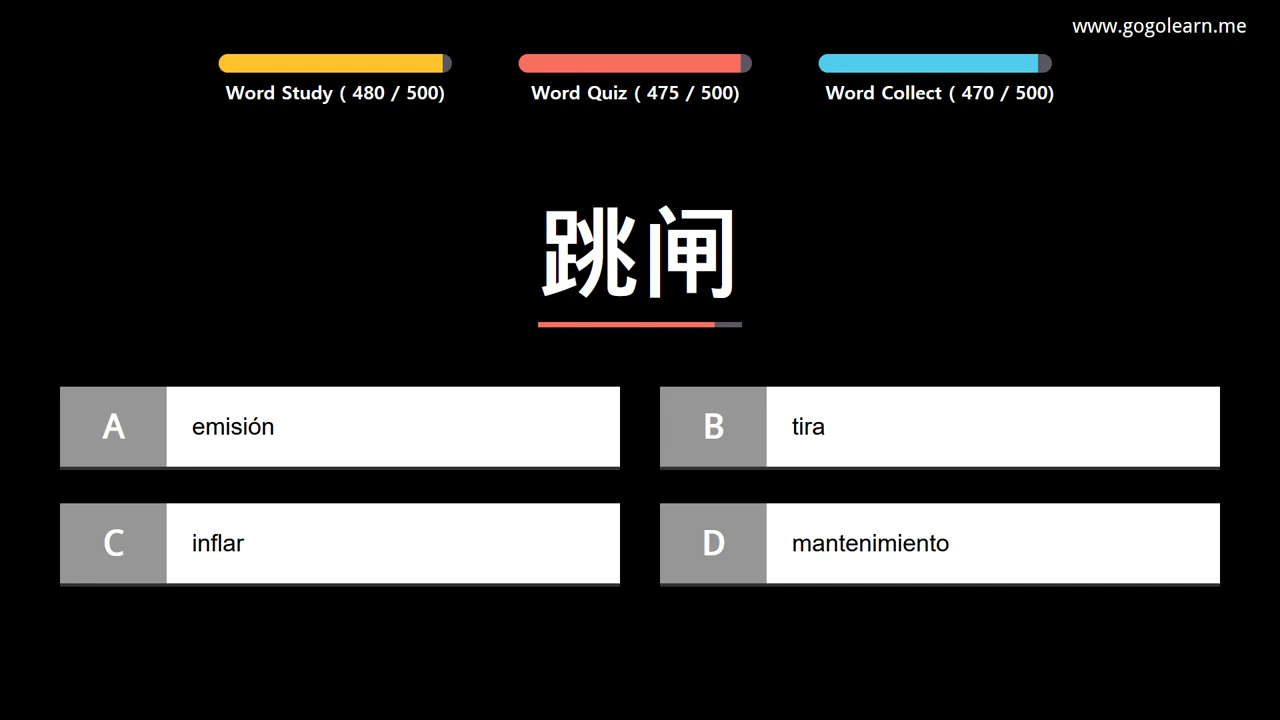 www.gogolearn.me
Word Study ( 480 / 500)
Word Quiz ( 475 / 500)
Word Collect ( 470 / 500)
跳闸
A emisión
B tira
C inflar
D mantenimiento